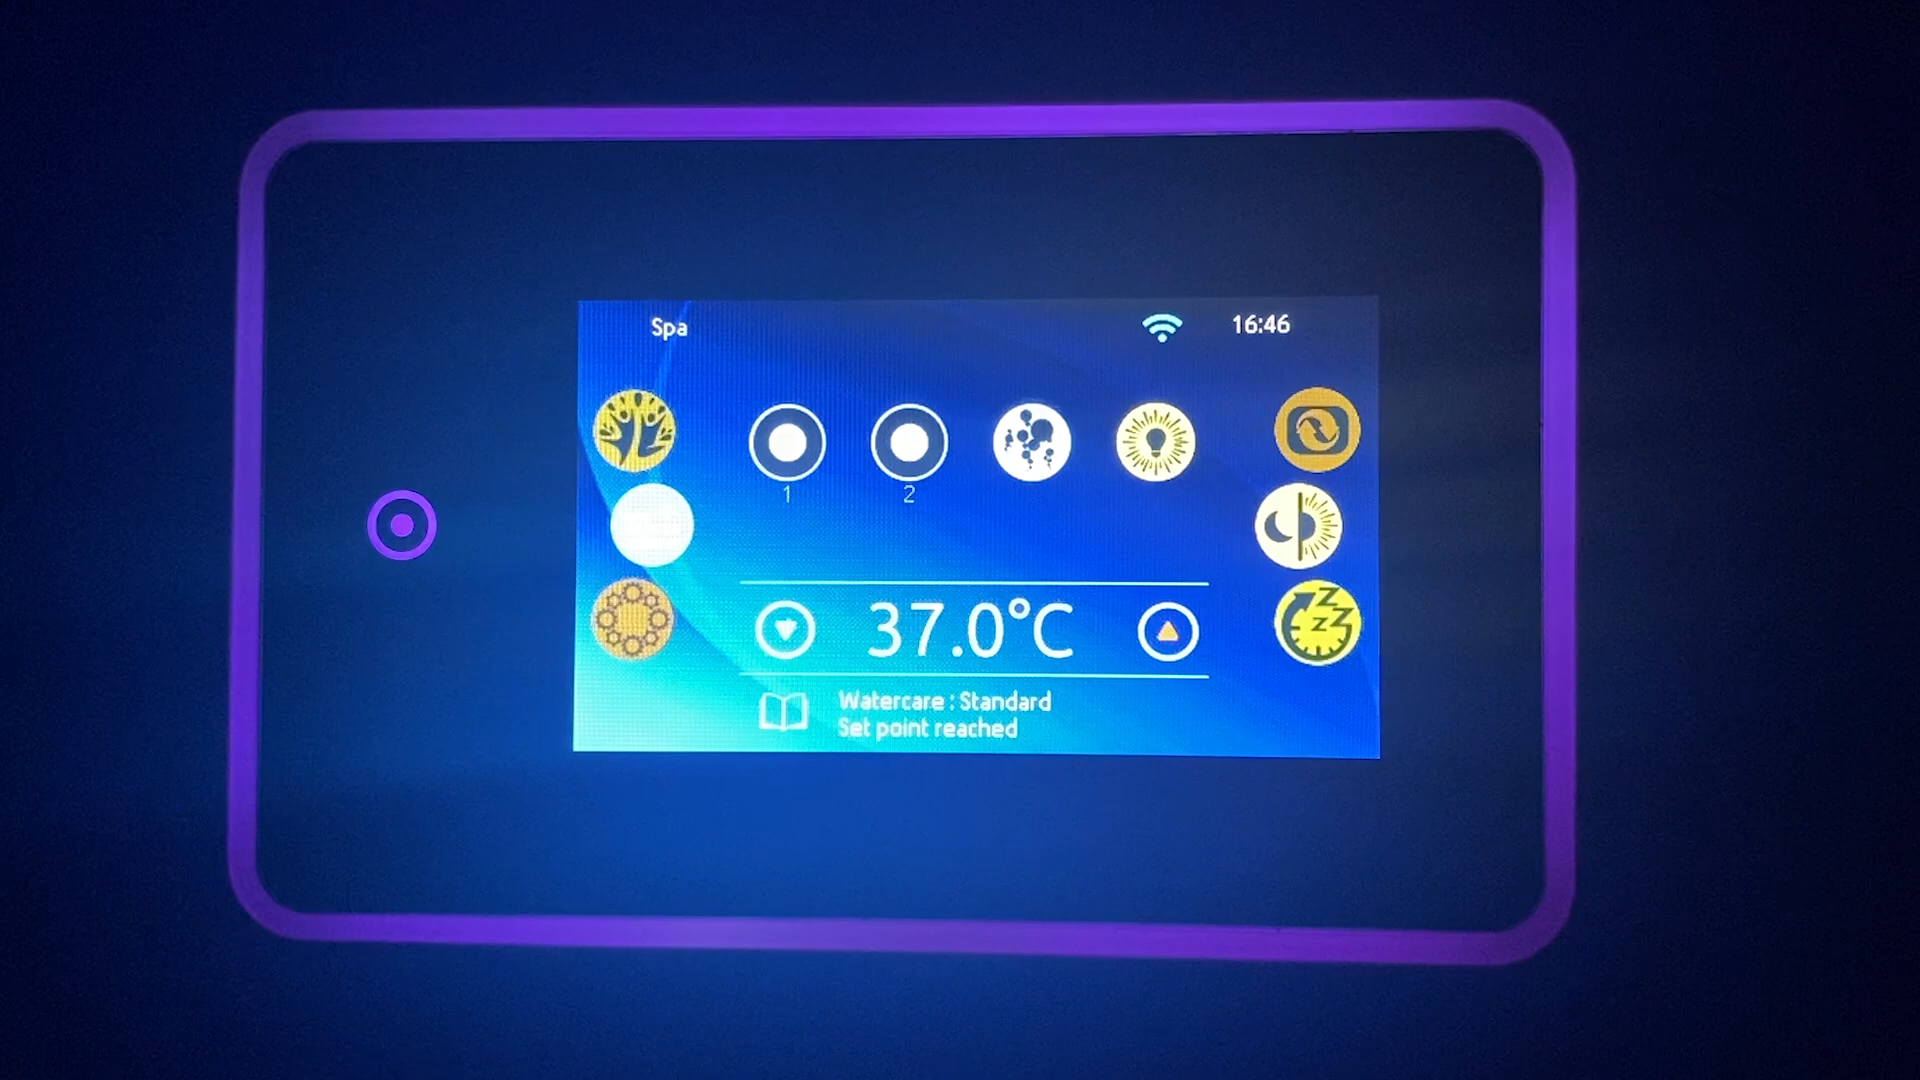 Spa
16:46
1
2
37.0°C
Watercare : Standard
Set point reached